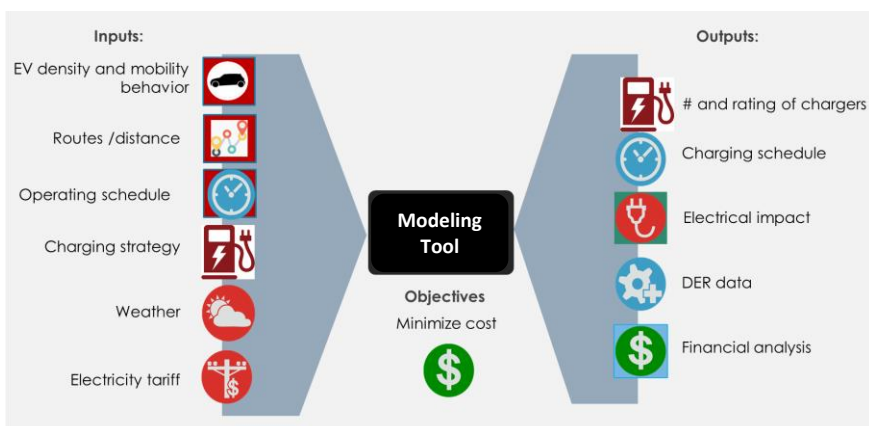 Inputs:
EV density and mobility
behavior
Routes /distance
Operating schedule
Charging strategy
Weather
Electricity tariff
Modeling
Tool
Objectives
Minimize cost
Outputs:
# and rating of chargers
Charging schedule
Electrical impact
DER data
Financial analysis